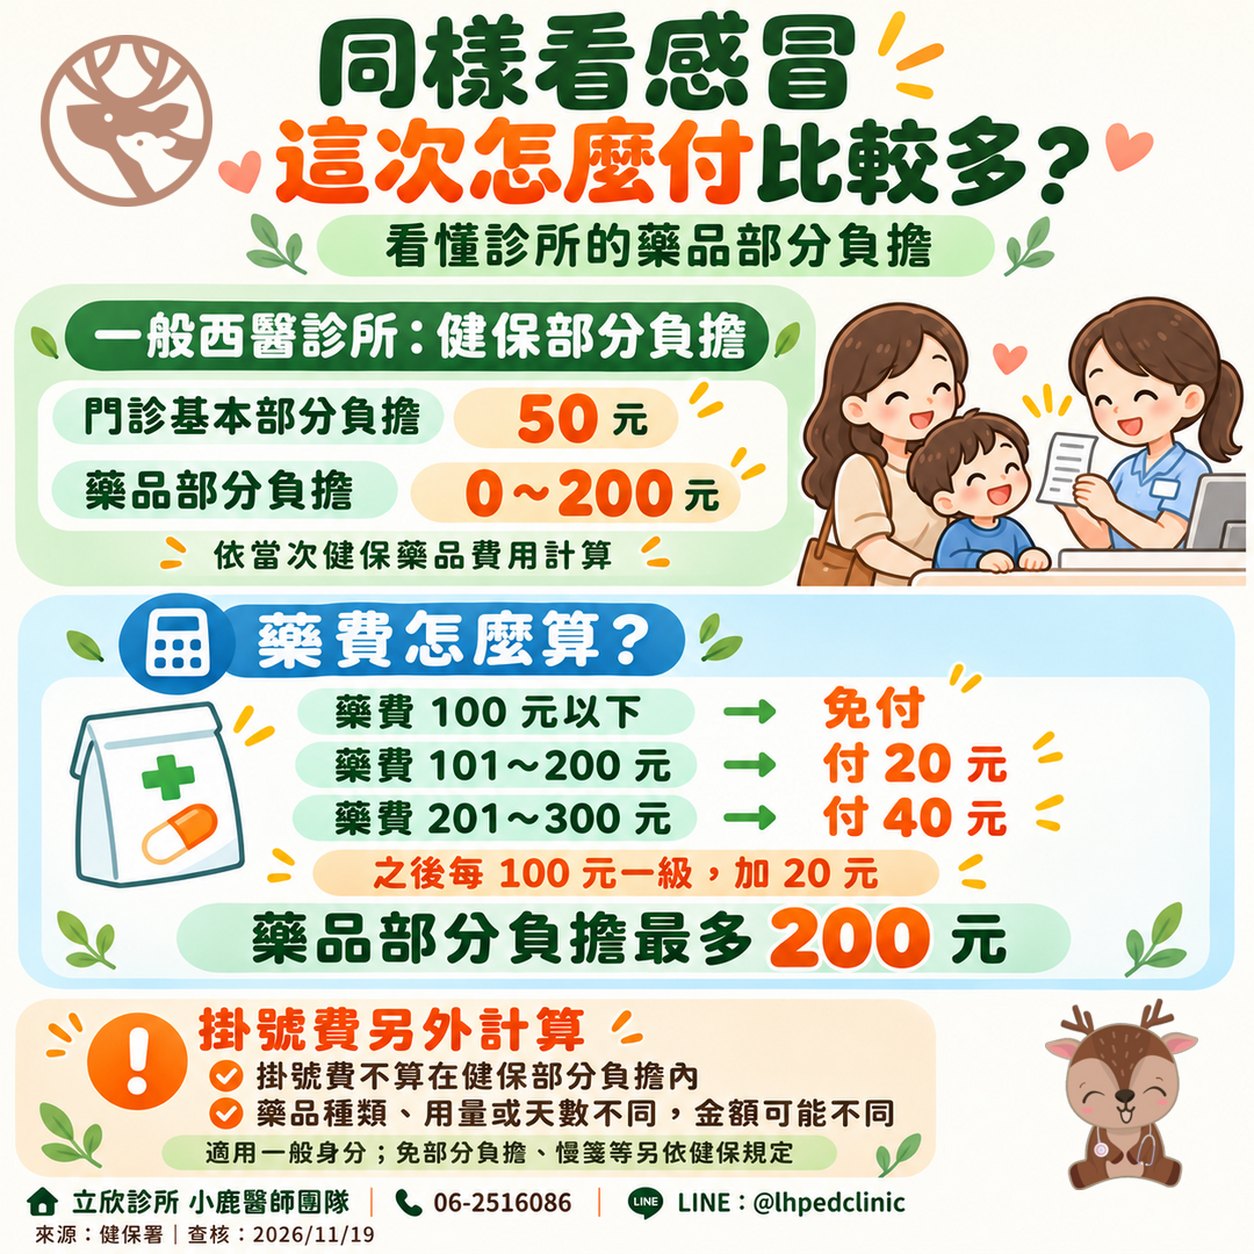 同樣看感冒
這次怎麼付比較多?
看懂診所的藥品部分負擔
一般西醫診所：健保部分負擔
門診基本部分負擔 50 元
藥品部分負擔 0～200 元
依當次健保藥品費用計算
藥費怎麼算?
藥費 100 元以下 → 免付
藥費 101～200 元 → 付 20 元
藥費 201～300 元 → 付 40 元
之後每 100 元一級，加 20 元
藥品部分負擔最多 200 元
掛號費另外計算
掛號費不算在健保部分負擔內
藥品種類、用量或天數不同，金額可能不同
適用一般身分；免部分負擔、慢箋等另依健保規定
立欣診所 小鹿醫師團隊｜06-2516086｜LINE LINE：@lhpedclinic
來源：健保署｜查核：2026/11/19